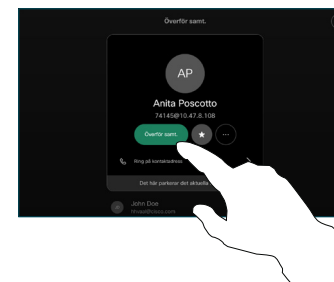 Överför samt.
AP
Anita Poscotto
74145@10.47.8.108
Överför samt.
Ring på kontaktadress
Det här parkerar det aktuella
John Doe